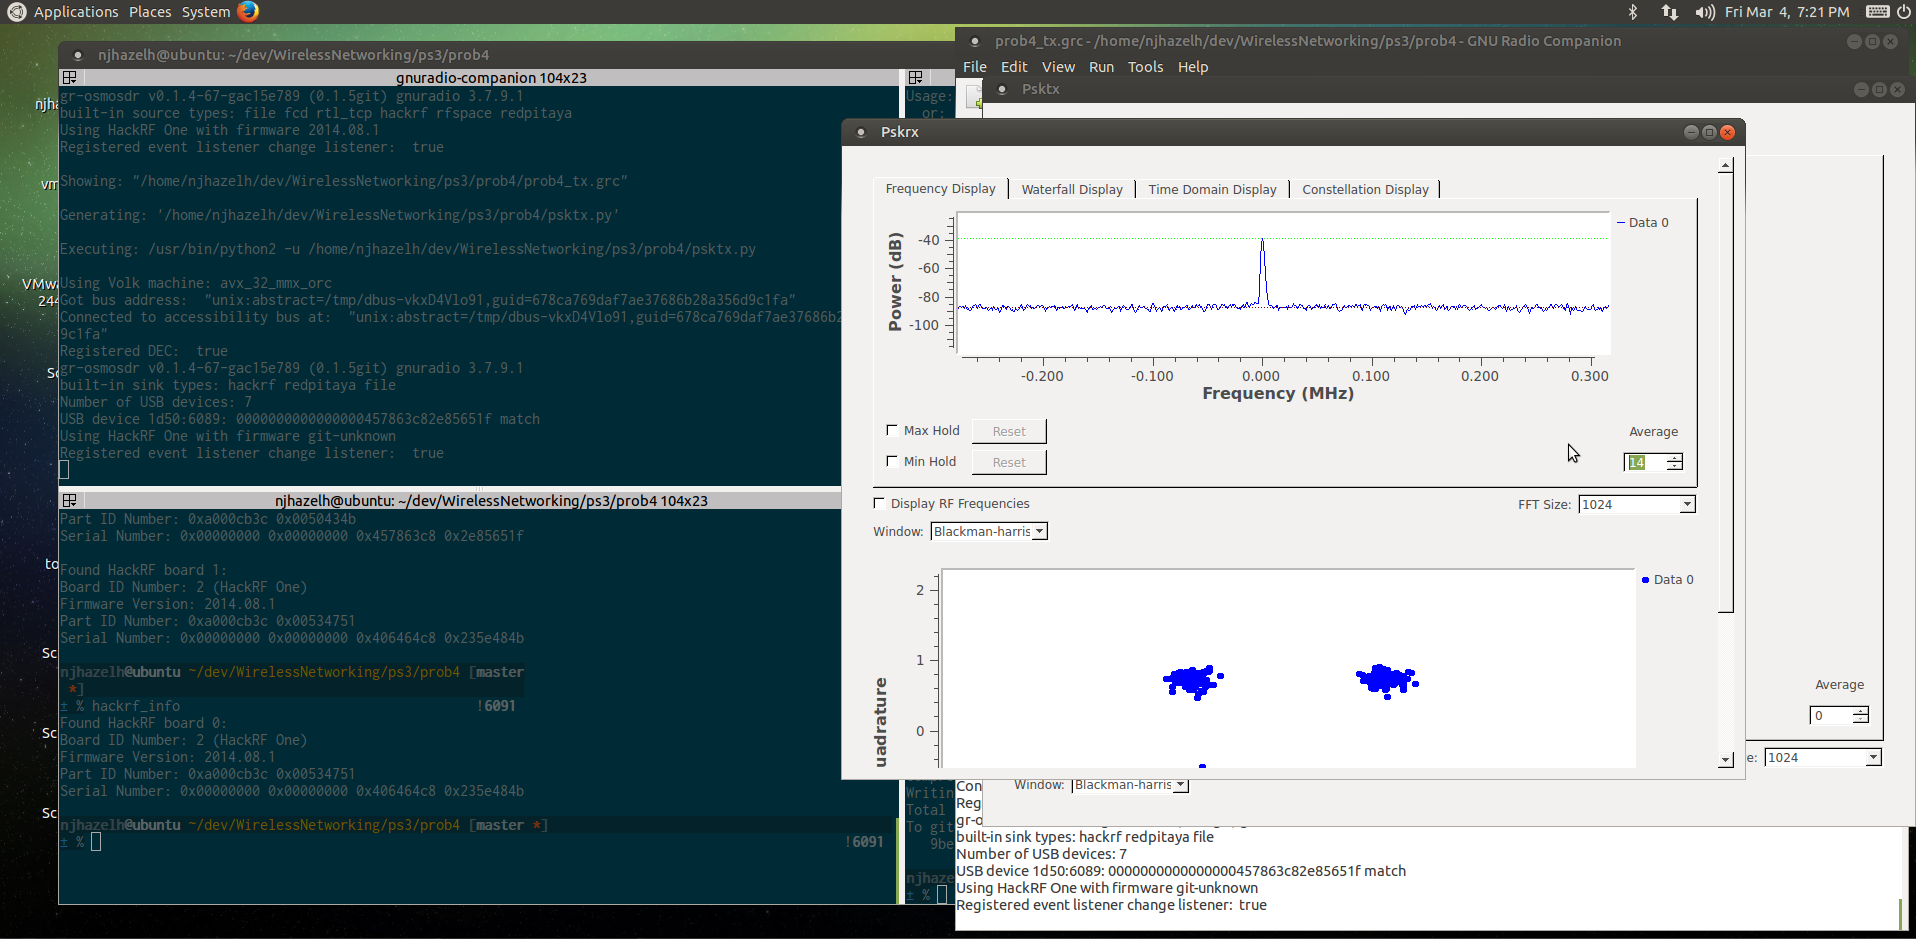 Applications Places System
Fri Mar 4, 7:21 PM
njhazelh@ubuntu: ~/dev/WirelessNetworking/ps3/prob4
gnuradio-companion 104x23
gr-osmosdr v0.1.4-67-gac15e789 (0.1.5git) gnuradio 3.7.9.1
built-in source types: file fcd rtl_tcp hackrf rfspace redpitaya
Using HackRF One with firmware 2014.08.1
Registered event listener change listener:  true
Showing: "/home/njhazelh/dev/WirelessNetworking/ps3/prob4/prob4_tx.grc"
Generating: '/home/njhazelh/dev/WirelessNetworking/ps3/prob4/psktx.py'
Executing: /usr/bin/python2 -u /home/njhazelh/dev/WirelessNetworking/ps3/prob4/psktx.py
Using Volk machine: avx_32_mmx_orc
Got bus address:  "unix:abstract=/tmp/dbus-vkxD4Vlo91,guid=678ca769daf7ae37686b28a356d9c1fa"
Connected to accessibility bus at:  "unix:abstract=/tmp/dbus-vkxD4Vlo91,guid=678ca769daf7ae37686b2
9c1fa"
Registered DEC:  true
gr-osmosdr v0.1.4-67-gac15e789 (0.1.5git) gnuradio 3.7.9.1
built-in sink types: hackrf redpitaya file
Number of USB devices: 7
USB device 1d50:6089: 0000000000000000457863c82e85651f match
Using HackRF One with firmware git-unknown
Registered event listener change listener:  true
njhazelh@ubuntu: ~/dev/WirelessNetworking/ps3/prob4 104x23
Part ID Number: 0xa000cb3c 0x0050434b
Serial Number: 0x00000000 0x00000000 0x457863c8 0x2e85651f
Found HackRF board 1:
Board ID Number: 2 (HackRF One)
Firmware Version: 2014.08.1
Part ID Number: 0xa000cb3c 0x00534751
Serial Number: 0x00000000 0x00000000 0x406464c8 0x235e484b
njhazelh@ubuntu ~/dev/WirelessNetworking/ps3/prob4 [master
*]
± % hackrf_info !6091
Found HackRF board 0:
Board ID Number: 2 (HackRF One)
Firmware Version: 2014.08.1
Part ID Number: 0xa000cb3c 0x00534751
Serial Number: 0x00000000 0x00000000 0x406464c8 0x235e484b
njhazelh@ubuntu ~/dev/WirelessNetworking/ps3/prob4 [master *]
± % !6091
njha
vm
VMwa
244
Sc
to
Sc
Sc
Sc
Usage:
or:
Writin
Total
To git
9be
njhaze
± %
prob4_tx.grc - /home/njhazelh/dev/WirelessNetworking/ps3/prob4 - GNU Radio Companion
File Edit View Run Tools Help
Psktx
Pskrx
Frequency Display Waterfall Display Time Domain Display Constellation Display
Data 0
Power (dB)
-40
-60
-80
-100
-0.200 -0.100 0.000 0.100 0.200 0.300
Frequency (MHz)
Max Hold Reset
Min Hold Reset
Average
14
Display RF Frequencies
FFT Size: 1024
Window: Blackman-harris
Data 0
2
1
0
uadrature
Average
0
e: 1024
Window: Blackman-harris
Con
Reg
gr-o
built-in sink types: hackrf redpitaya file
Number of USB devices: 7
USB device 1d50:6089: 0000000000000000457863c82e85651f match
Using HackRF One with firmware git-unknown
Registered event listener change listener:  true